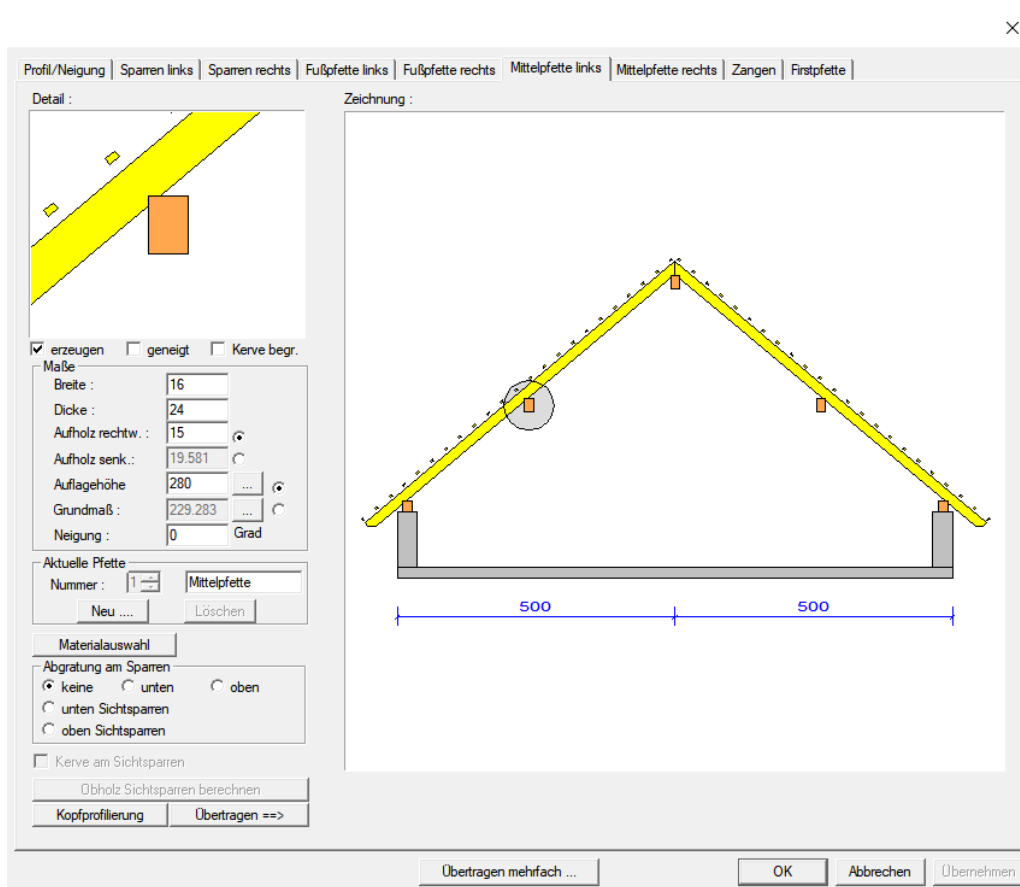 Profil/Neigung Sparren links Sparren rechts Fußpfette links Fußpfette rechts Mittelpfette links Mittelpfette rechts Zangen Firstpfette
Detail :
Zeichnung :
erzeugen geneigt Kerve begr.
Maße
Breite : 16
Dicke : 24
Aufholz rechtw. : 15
Aufholz senk.: 19.581
Auflagehöhe 280 ...
Grundmaß : 229.283 ...
Neigung : 0 Grad
Aktuelle Pfette
Nummer : 1 Mittelpfette
Neu .... Löschen
Materialauswahl
Abgratung am Sparren
keine unten oben
unten Sichtsparren
oben Sichtsparren
Kerve am Sichtsparren
Obholz Sichtsparren berechnen
Kopfprofilierung Übertragen ==>
500 500
Übertragen mehrfach ... OK Abbrechen Übernehmen